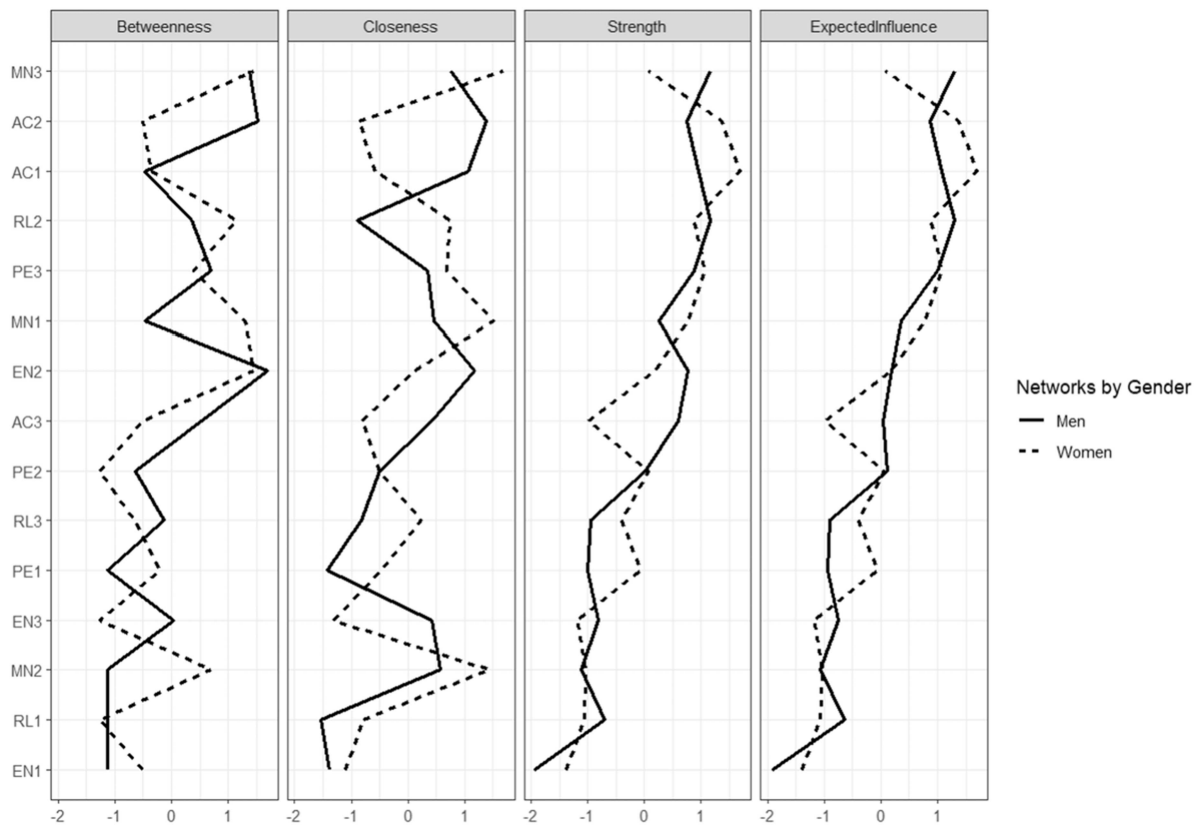 Betweenness Closeness Strength ExpectedInfluence
MN3
AC2
AC1
RL2
PE3
MN1
EN2
AC3
PE2
RL3
PE1
EN3
MN2
RL1
EN1
-2 -1 0 1 -2 -1 0 1 -2 -1 0 1 -2 -1 0 1
Networks by Gender
Men
Women